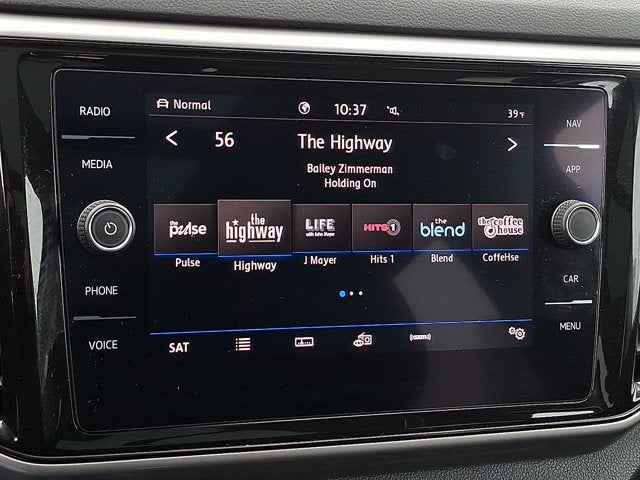 RADIO
MEDIA
PHONE
VOICE
Normal 10:37 39°F
56 The Highway
Bailey Zimmerman
Holding On
the pulse the highway LIFE with John Mayer HITS 1 the blend the coffee house
Pulse Highway J Mayer Hits 1 Blend CoffeHse
SAT ((SXM))
NAV
APP
CAR
MENU